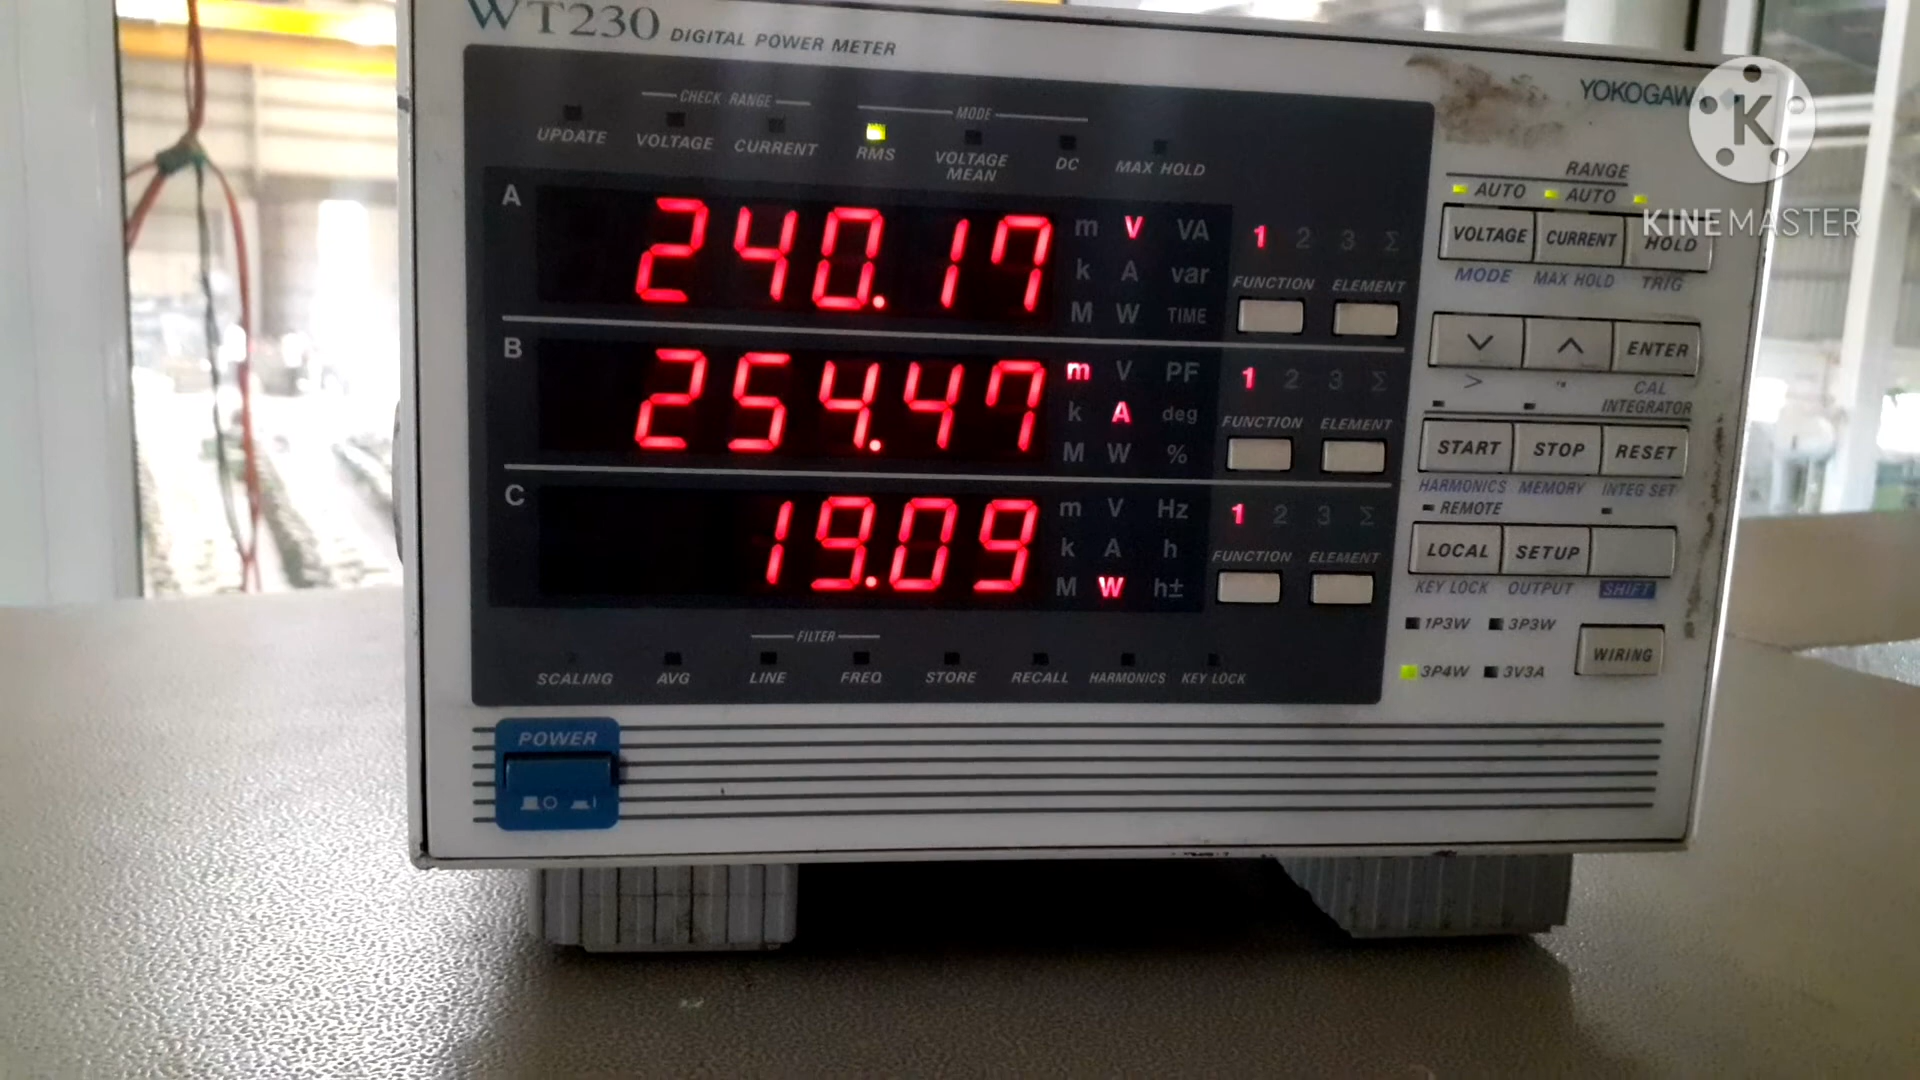 WT230 DIGITAL POWER METER
YOKOGAW
K
KINEMASTER
CHECK RANGE
MODE
UPDATE VOLTAGE CURRENT RMS VOLTAGE MEAN DC MAX HOLD
A 240.17 m V VA 1 2 3 Σ
k A var
M W TIME
FUNCTION ELEMENT
B 254.47 m V PF 1 2 3 Σ
k A deg
M W %
FUNCTION ELEMENT
C 19.09 m V Hz 1 2 3 Σ
k A h
M W h±
FUNCTION ELEMENT
FILTER
SCALING AVG LINE FREQ STORE RECALL HARMONICS KEY LOCK
RANGE
AUTO AUTO
VOLTAGE CURRENT HOLD
MODE MAX HOLD TRIG
ENTER
> CAL
INTEGRATOR
START STOP RESET
HARMONICS MEMORY INTEG SET
REMOTE
LOCAL SETUP
KEY LOCK OUTPUT SHIFT
1P3W 3P3W
3P4W 3V3A
WIRING
POWER